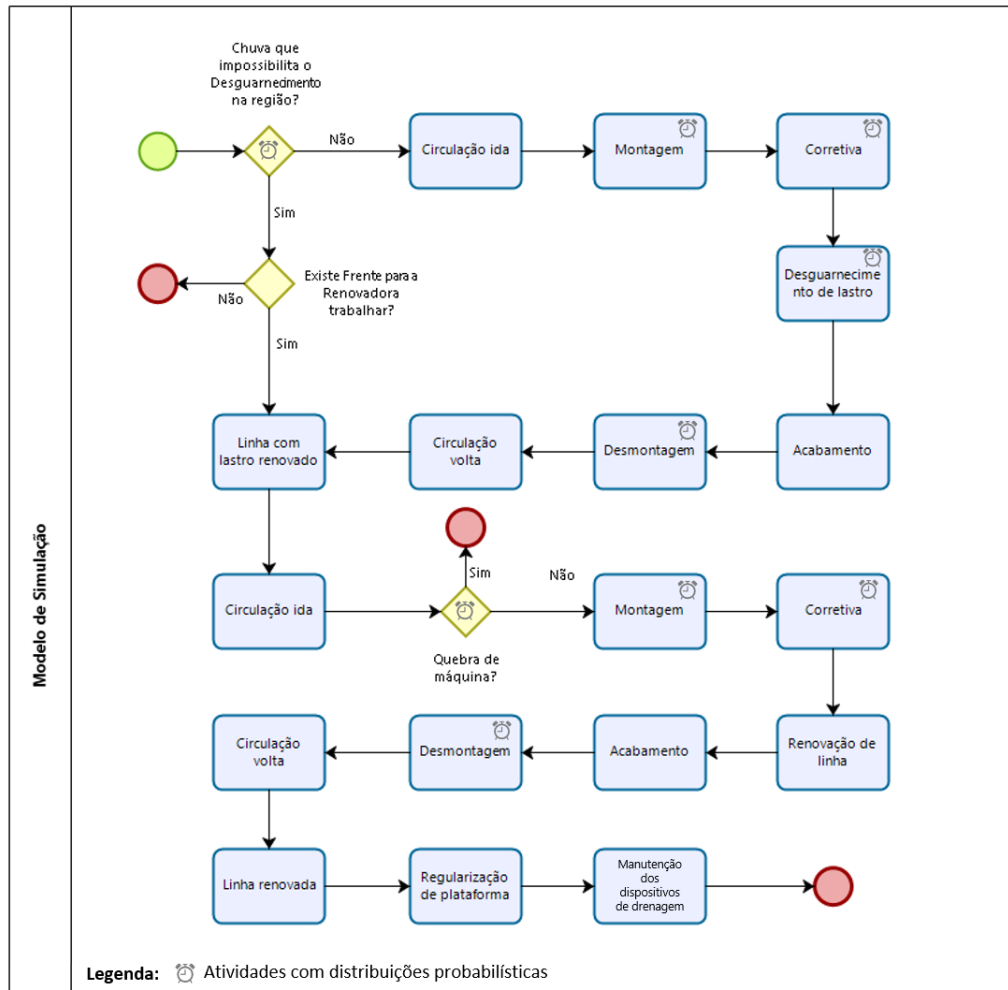 Modelo de Simulação
Chuva que
impossibilita o
Desguarnecimento
na região?
Não
Circulação ida
Montagem
Corretiva
Sim
Desguarnecime
nto de lastro
Existe Frente para a
Renovadora
trabalhar?
Não
Sim
Linha com
lastro renovado
Circulação
volta
Desmontagem
Acabamento
Sim
Não
Circulação ida
Montagem
Corretiva
Quebra de
máquina?
Circulação
volta
Desmontagem
Acabamento
Renovação de
linha
Linha renovada
Regularização
de plataforma
Manutenção
dos
dispositivos
de drenagem
Legenda: Atividades com distribuições probabilísticas